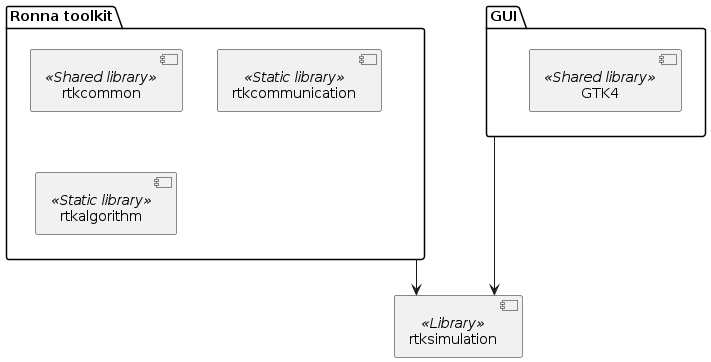 Ronna toolkit
«Shared library»
rtkcommon
«Static library»
rtkcommunication
«Static library»
rtkalgorithm
GUI
«Shared library»
GTK4
«Library»
rtksimulation